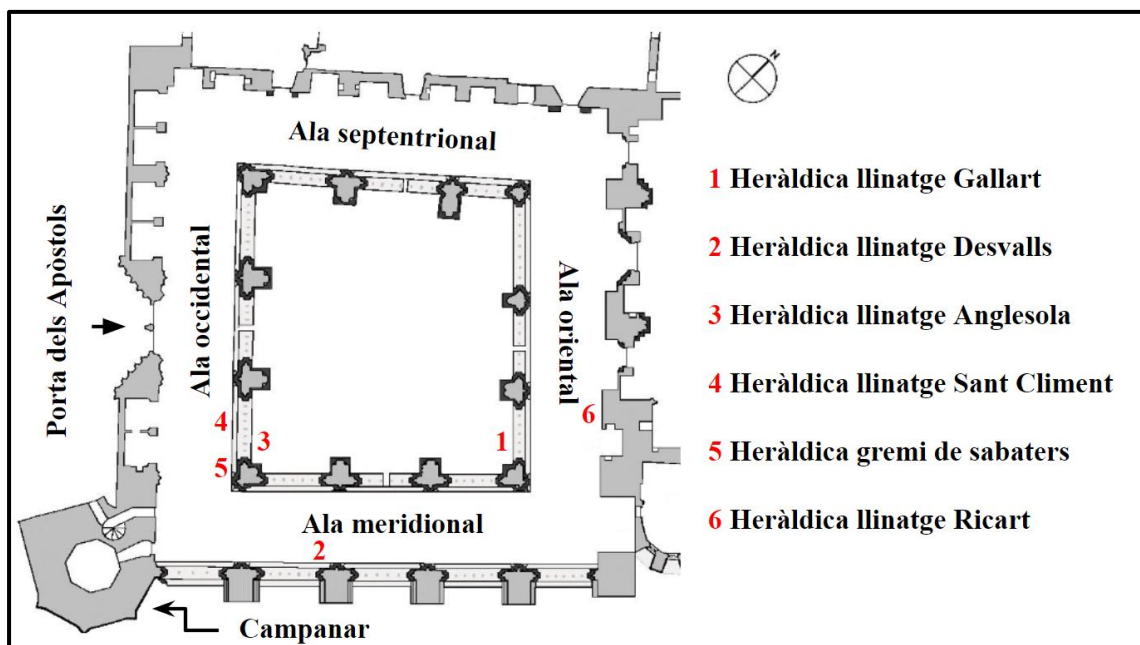 N
Ala septentrional
Porta dels Apòstols
Ala occidental
Ala oriental
4
3
5
1
6
Ala meridional
2
Campanar
1 Heràldica llinatge Gallart
2 Heràldica llinatge Desvalls
3 Heràldica llinatge Anglesola
4 Heràldica llinatge Sant Climent
5 Heràldica gremi de sabaters
6 Heràldica llinatge Ricart